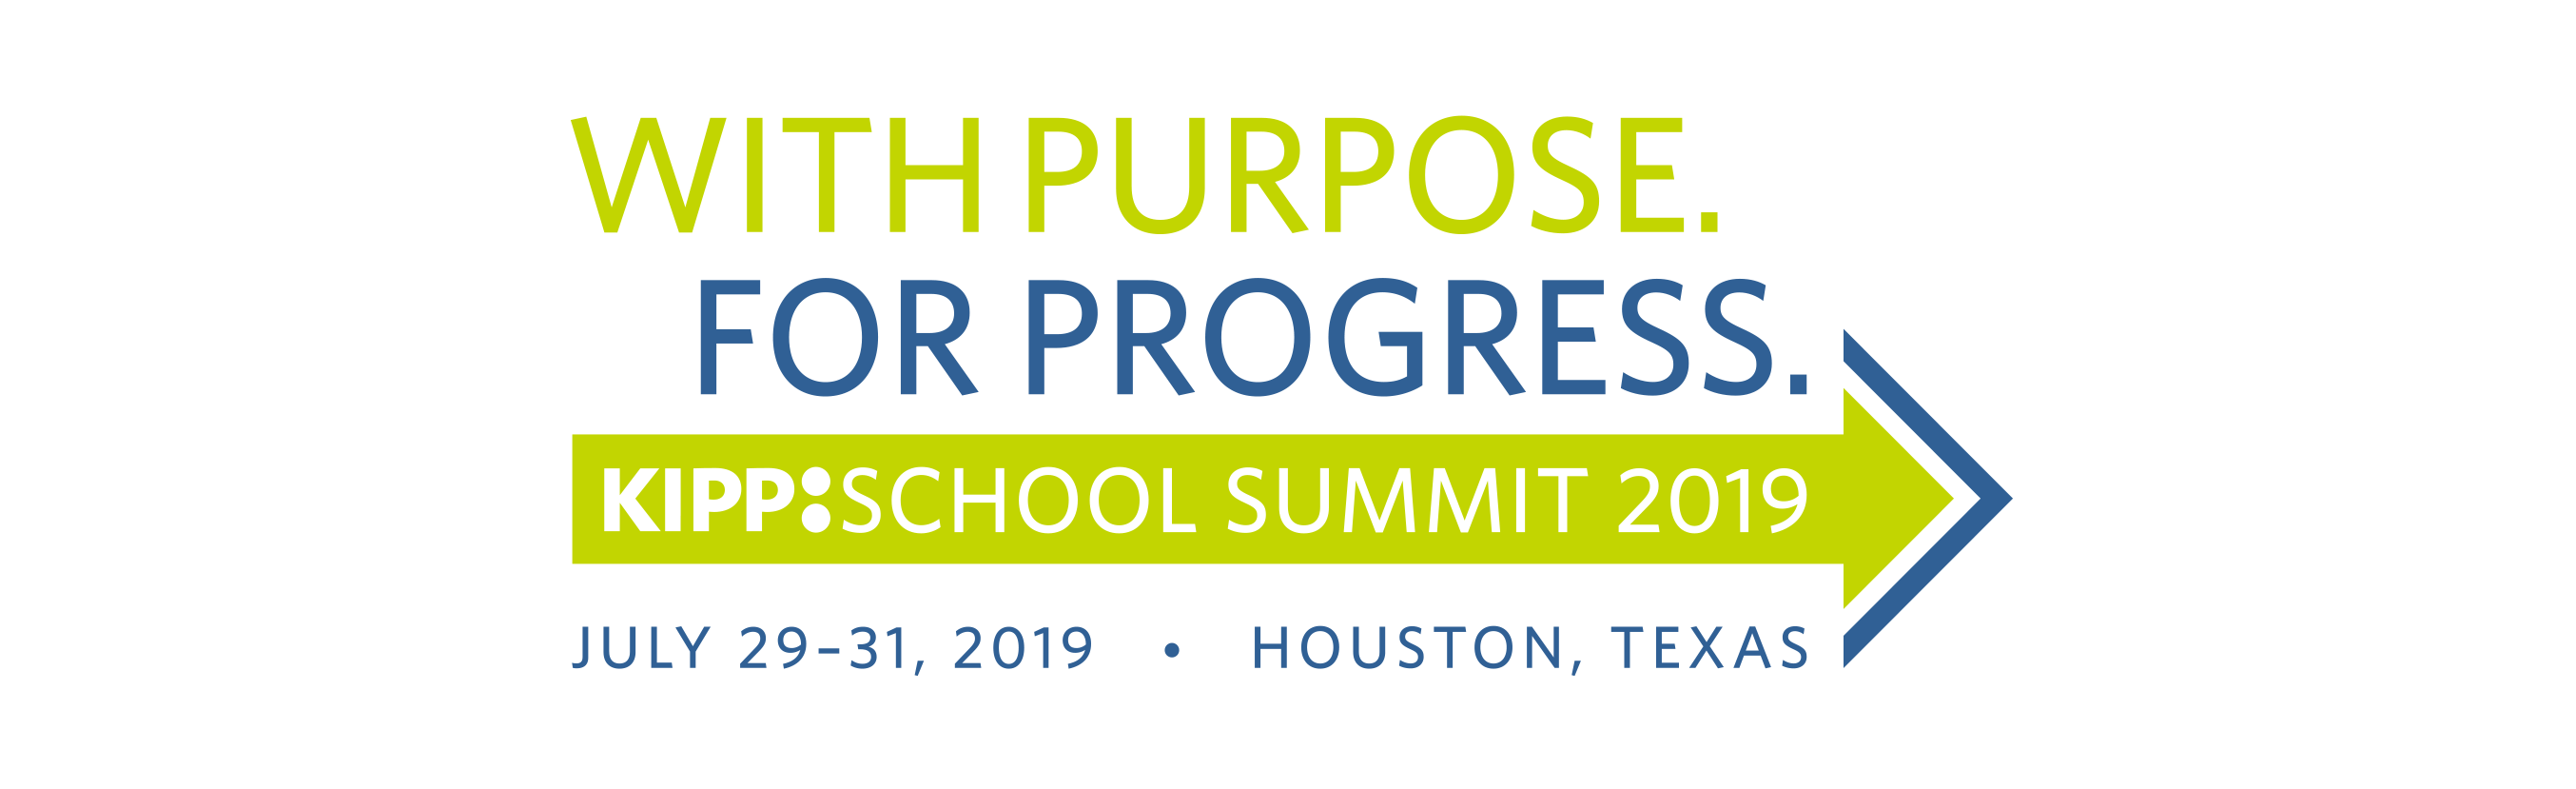 WITH PURPOSE.
FOR PROGRESS.
KIPP:SCHOOL SUMMIT 2019
JULY 29-31, 2019 • HOUSTON, TEXAS